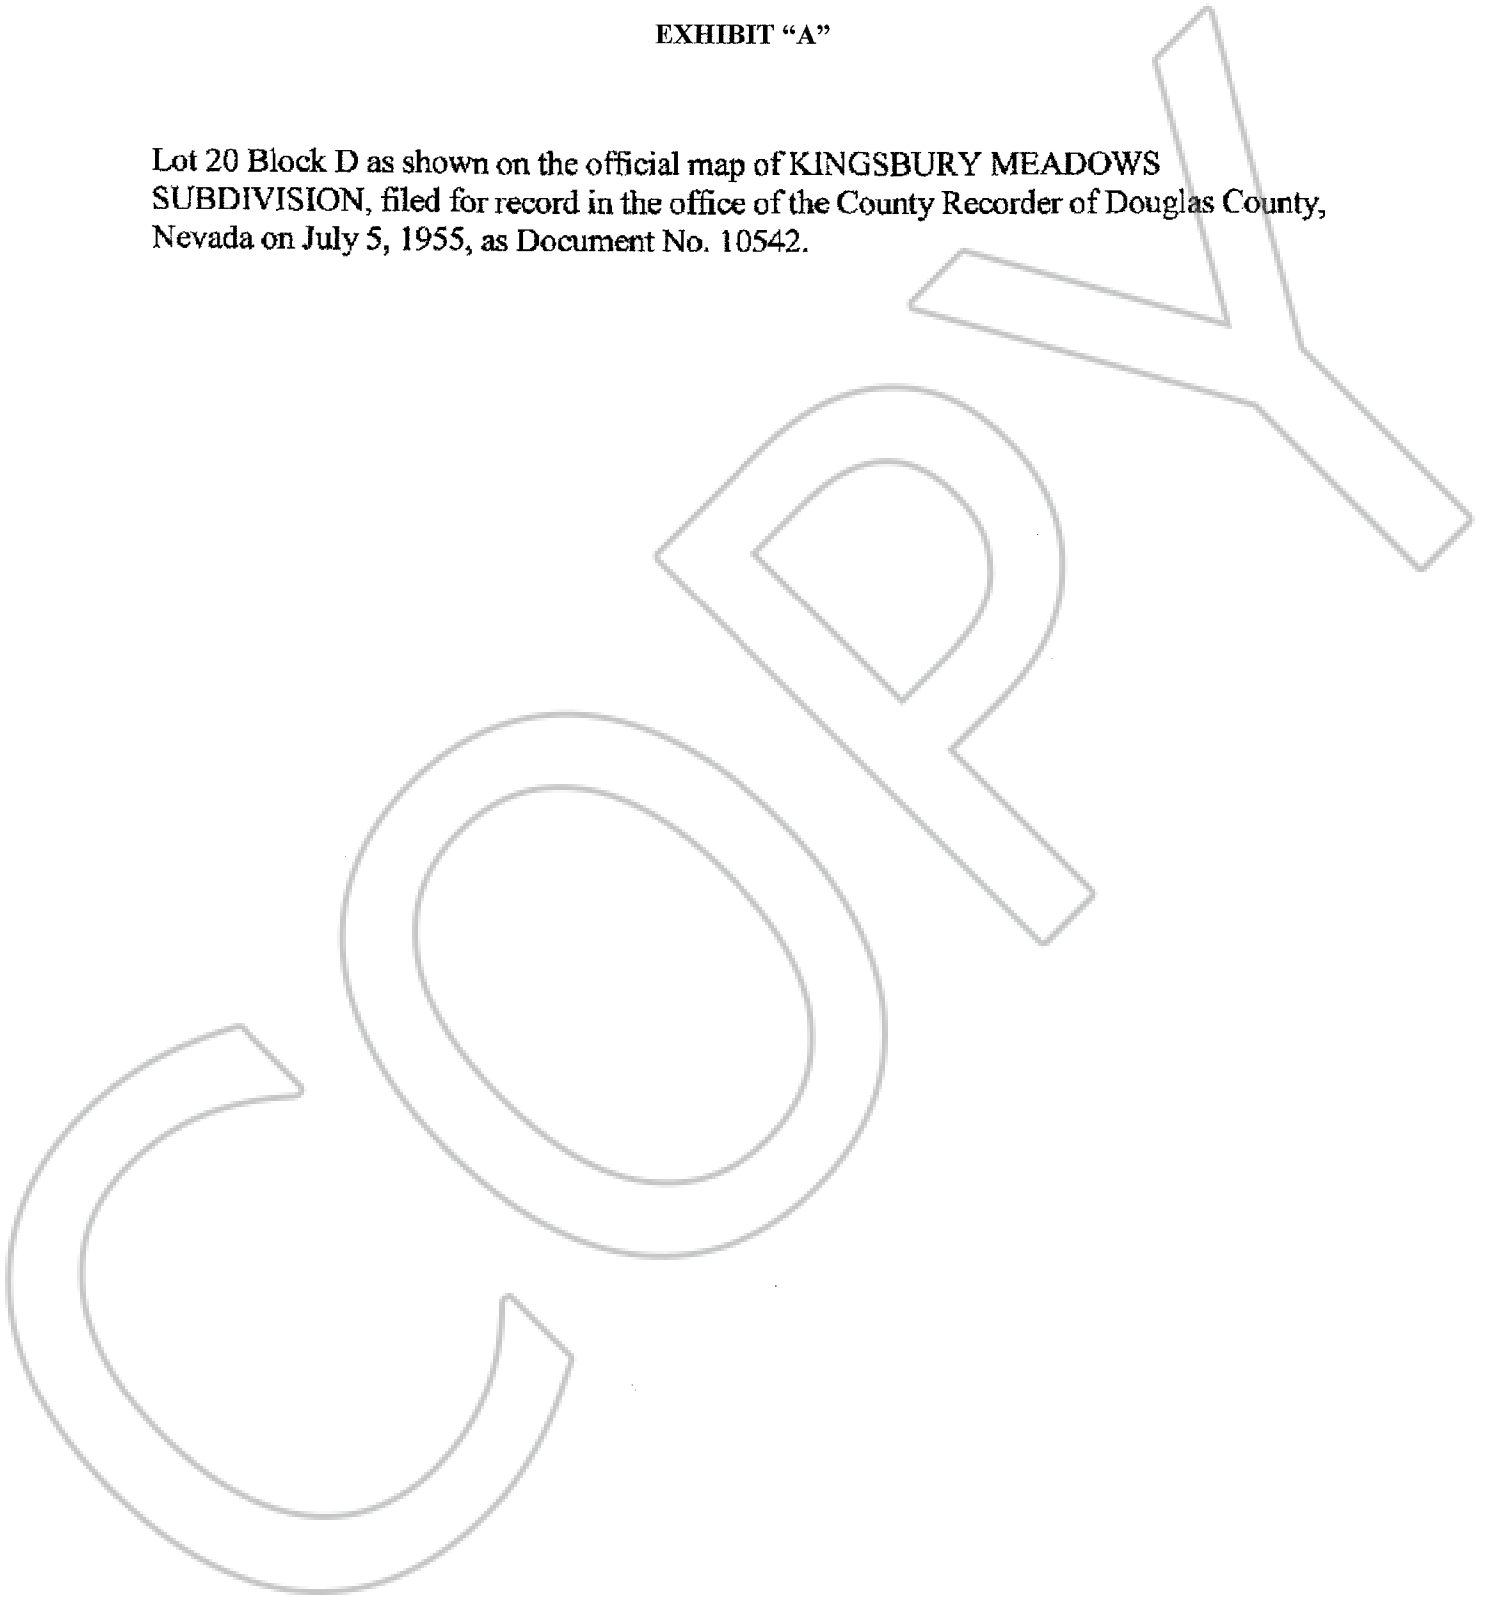 EXHIBIT “A”
Lot 20 Block D as shown on the official map of KINGSBURY MEADOWS
SUBDIVISION, filed for record in the office of the County Recorder of Douglas County,
Nevada on July 5, 1955, as Document No. 10542.
COPY